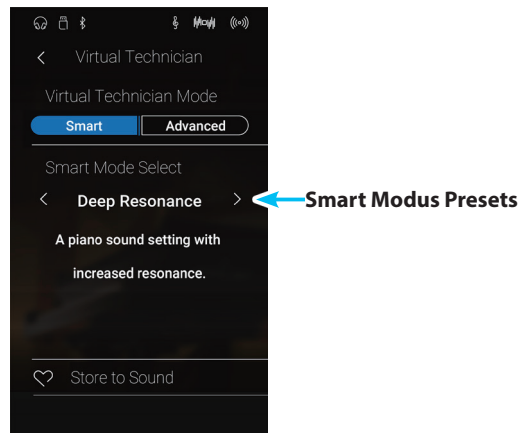 Virtual Technician
Virtual Technician Mode
Smart Advanced
Smart Mode Select
Deep Resonance
Smart Modus Presets
A piano sound setting with
increased resonance.
Store to Sound